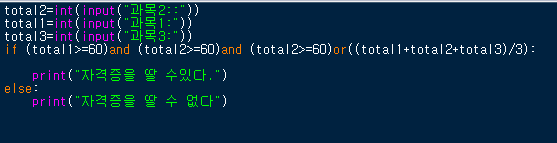 total2=int(input("과목2::"))
total1=int(input("과목1:"))
total3=int(input("과목3:"))
if (total1>=60)and (total2>=60)and (total2>=60)or((total1+total2+total3)/3):
print("자격증을 딸 수있다.")
else:
print("자격증을 딸 수 없다")